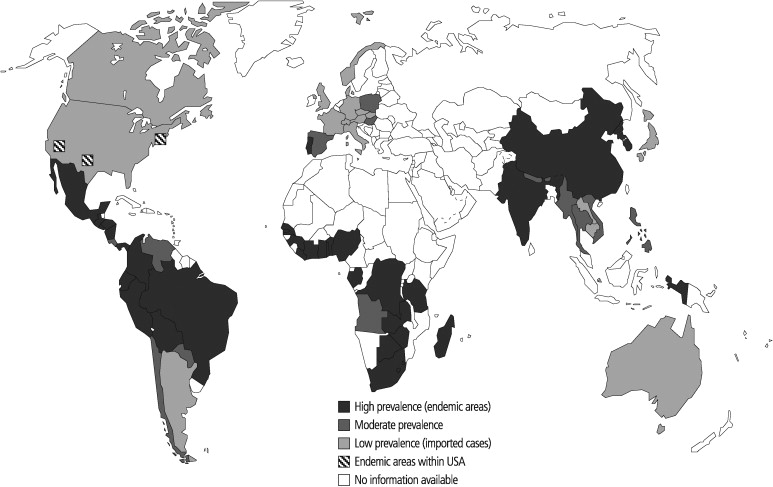 High prevalence (endemic areas)
Moderate prevalence
Low prevalence (imported cases)
Endemic areas within USA
No information available